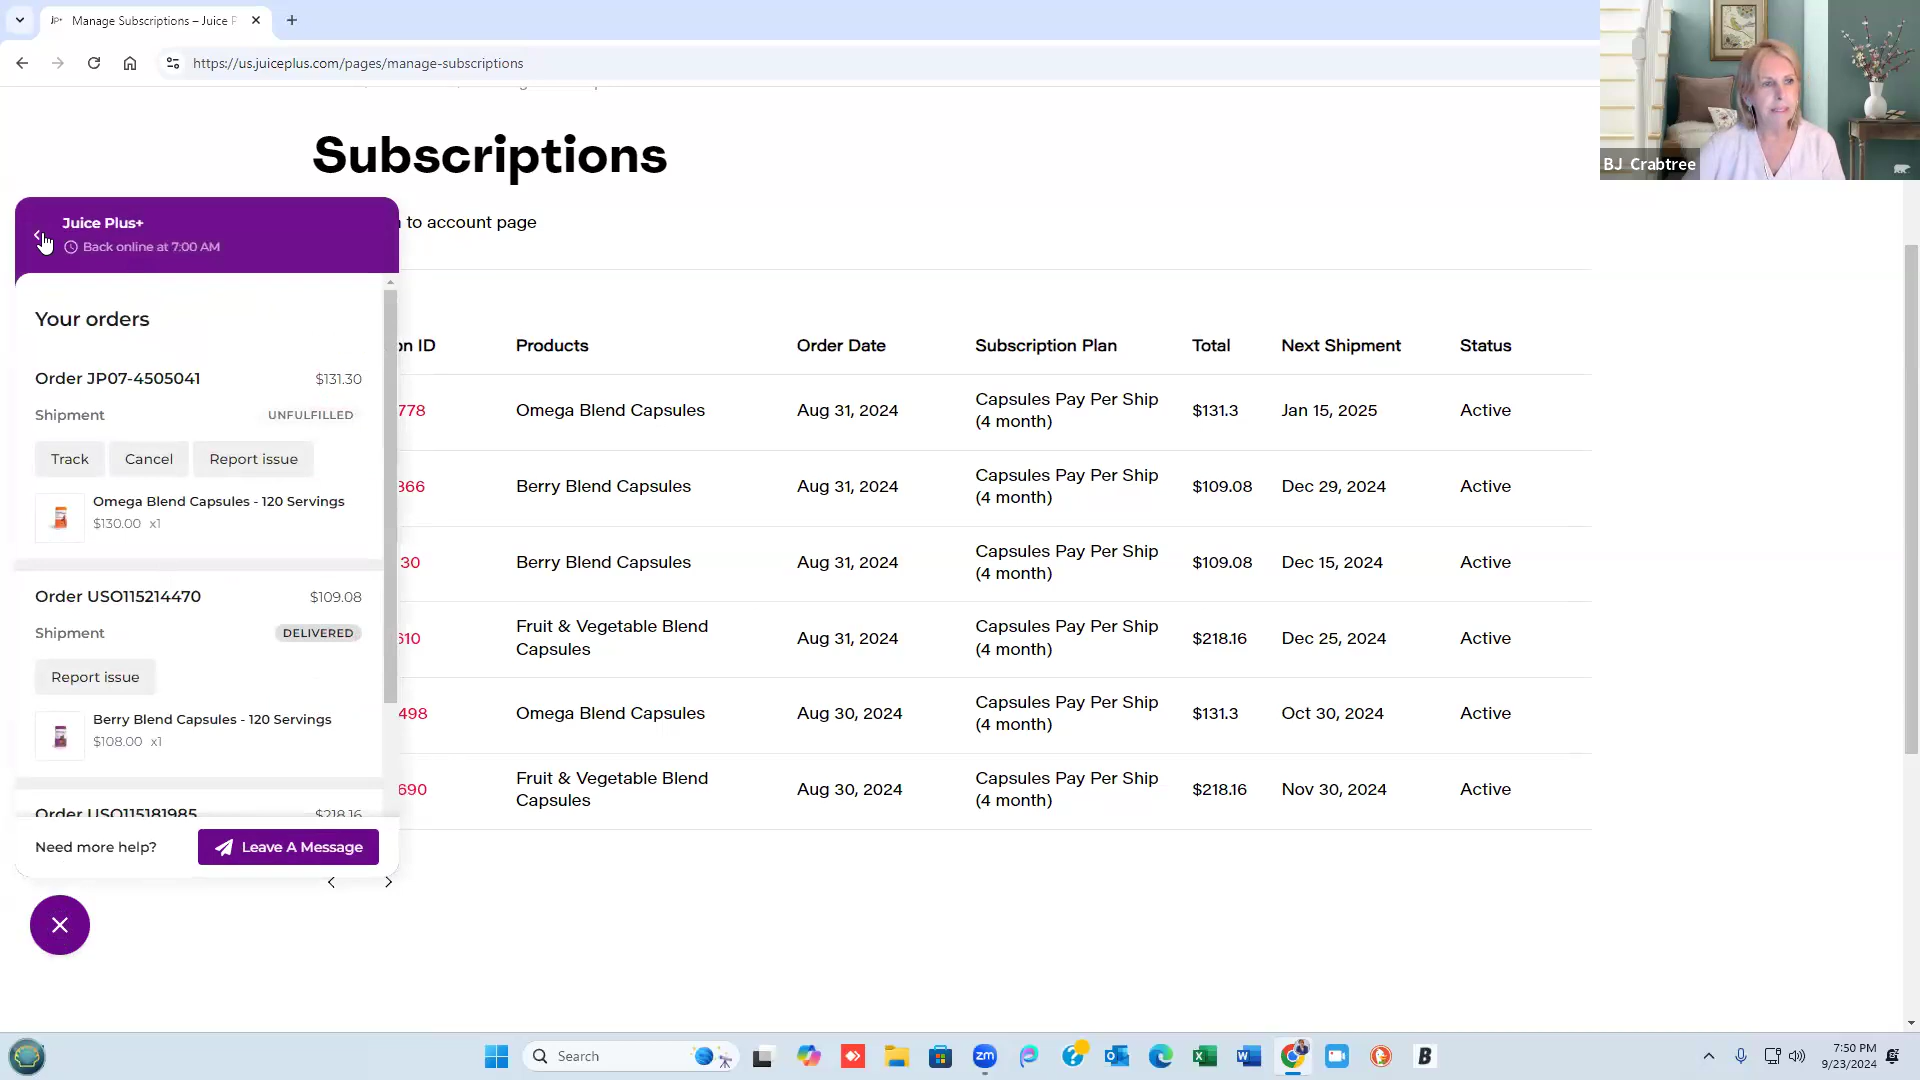 Manage Subscriptions – Juice P
https://us.juiceplus.com/pages/manage-subscriptions
BJ Crabtree
Subscriptions
to account page
Juice Plus+
Back online at 7:00 AM
Your orders
Order JP07-4505041 $131.30
Shipment UNFULFILLED
Track Cancel Report issue
Omega Blend Capsules - 120 Servings
$130.00 x1
Order USO115214470 $109.08
Shipment DELIVERED
Report issue
Berry Blend Capsules - 120 Servings
$108.00 x1
Order USO115181985 $218.16
Need more help? Leave A Message
on ID Products Order Date Subscription Plan Total Next Shipment Status
778 Omega Blend Capsules Aug 31, 2024 Capsules Pay Per Ship (4 month) $131.3 Jan 15, 2025 Active
366 Berry Blend Capsules Aug 31, 2024 Capsules Pay Per Ship (4 month) $109.08 Dec 29, 2024 Active
30 Berry Blend Capsules Aug 31, 2024 Capsules Pay Per Ship (4 month) $109.08 Dec 15, 2024 Active
610 Fruit & Vegetable Blend Capsules Aug 31, 2024 Capsules Pay Per Ship (4 month) $218.16 Dec 25, 2024 Active
498 Omega Blend Capsules Aug 30, 2024 Capsules Pay Per Ship (4 month) $131.3 Oct 30, 2024 Active
690 Fruit & Vegetable Blend Capsules Aug 30, 2024 Capsules Pay Per Ship (4 month) $218.16 Nov 30, 2024 Active
Search
zm
7:50 PM
9/23/2024